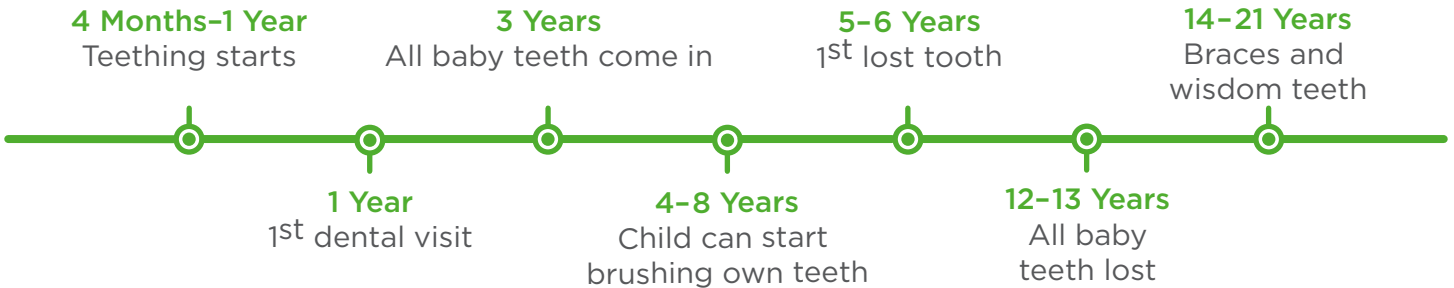 4 Months–1 Year
Teething starts
1 Year
1st dental visit
3 Years
All baby teeth come in
4–8 Years
Child can start
brushing own teeth
5–6 Years
1st lost tooth
12–13 Years
All baby
teeth lost
14–21 Years
Braces and
wisdom teeth